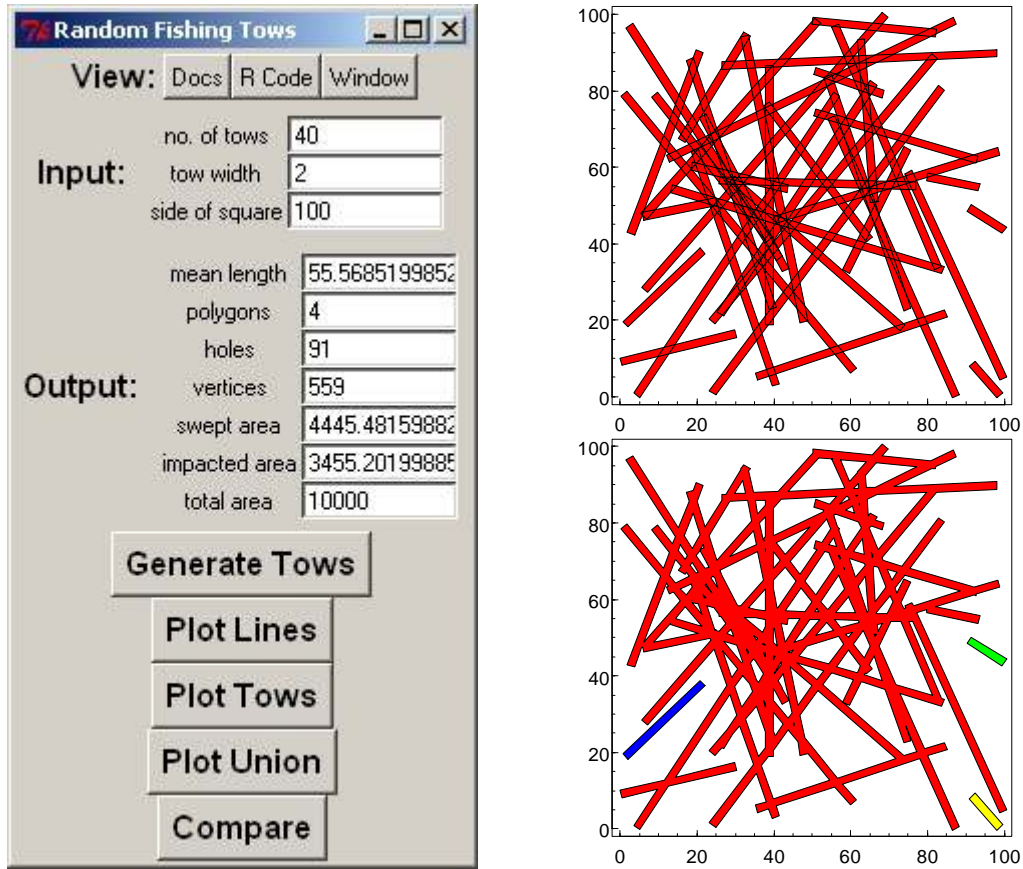 Random Fishing Tows
View: Docs R Code Window
Input:
no. of tows 40
tow width 2
side of square 100
Output:
mean length 55.5685199852
polygons 4
holes 91
vertices 559
swept area 4445.48159882
impacted area 3455.20199885
total area 10000
Generate Tows
Plot Lines
Plot Tows
Plot Union
Compare
100
80
60
40
20
0
0 20 40 60 80 100
100
80
60
40
20
0
0 20 40 60 80 100